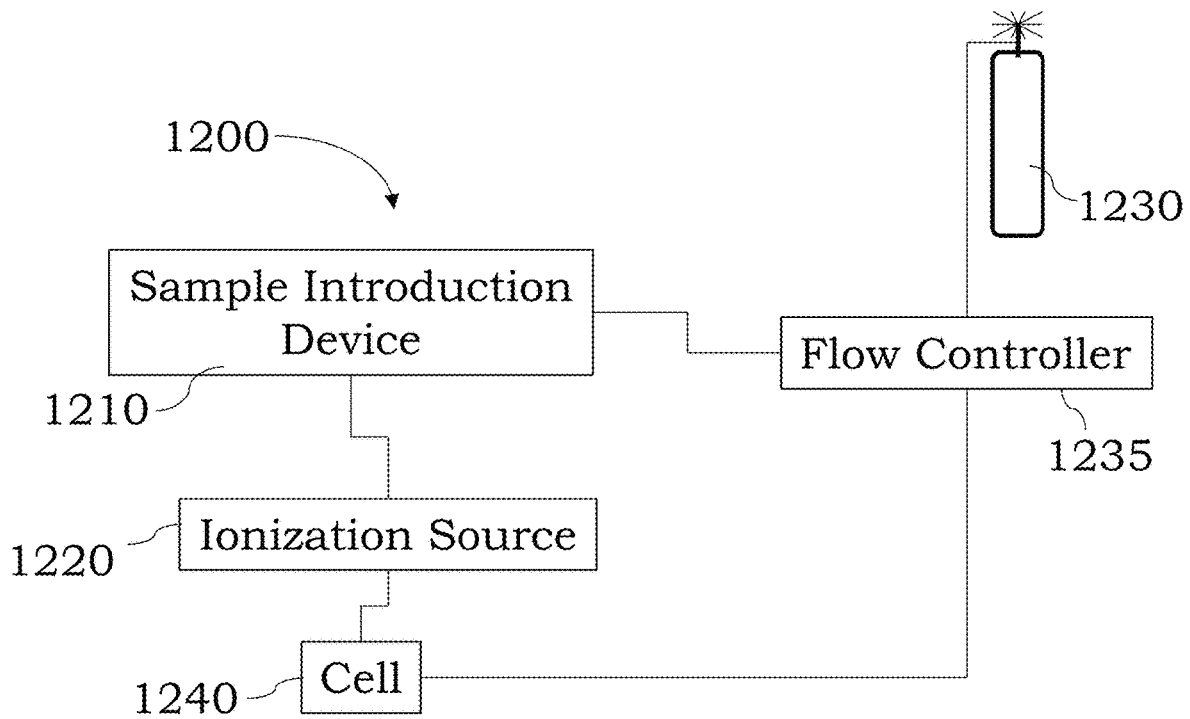 1200
1230
Sample Introduction
Device
Flow Controller
1210
1235
Ionization Source
1220
Cell
1240